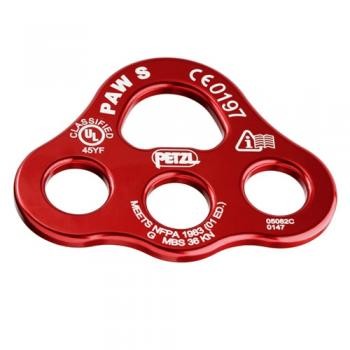 PAW S
CE0197
CLASSIFIED
UL
45YF
PETZL
i
MEETS NFPA 1983 (01 ED.)
G MBS 36 KN
05082C
0147